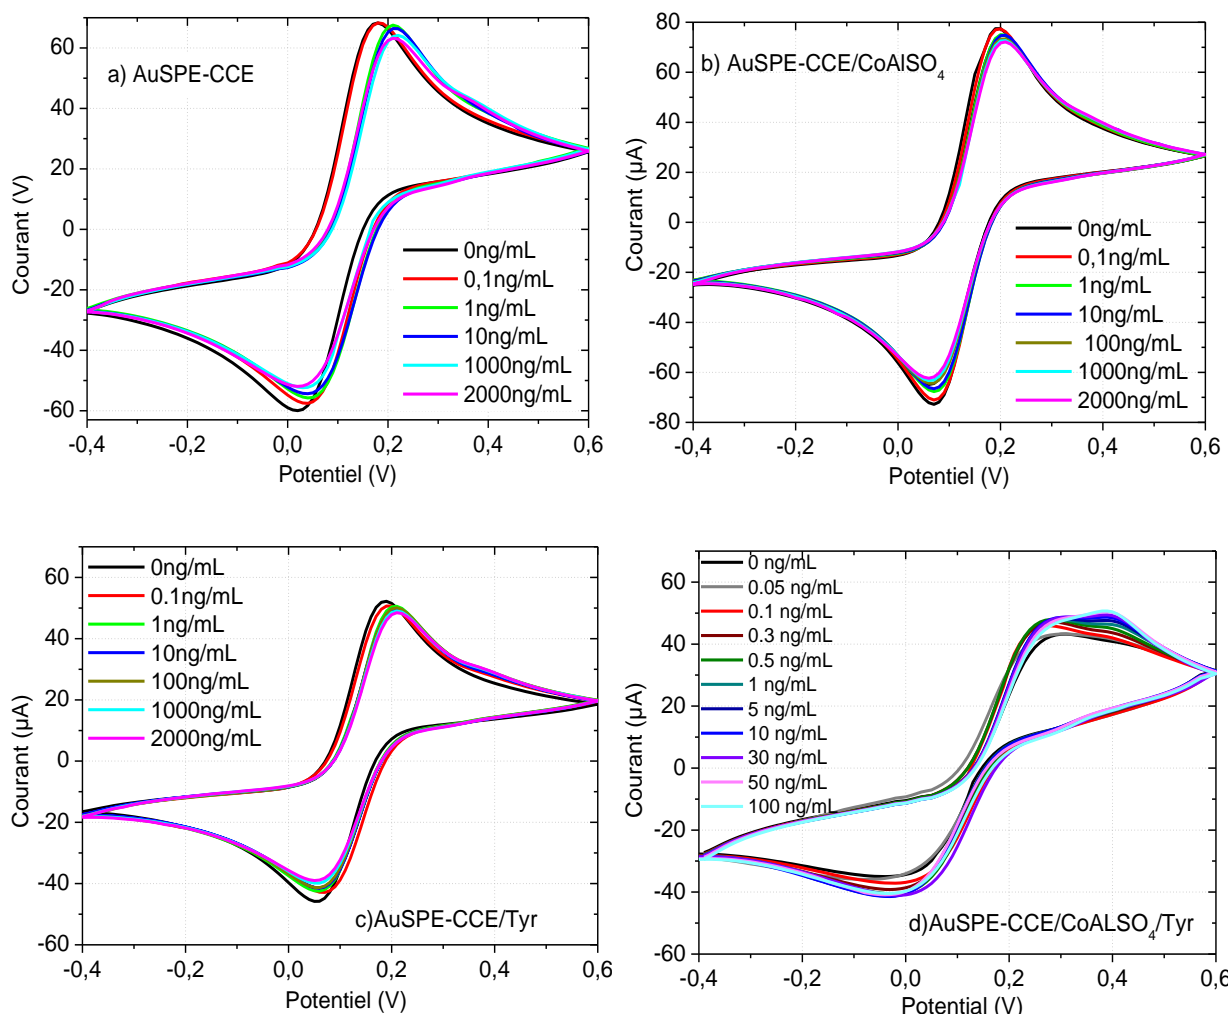 a) AuSPE-CCE
Courant (V)
60
40
20
0
-20
-40
-60
0ng/mL
0,1ng/mL
1ng/mL
10ng/mL
1000ng/mL
2000ng/mL
-0,4 -0,2 0,0 0,2 0,4 0,6
Potentiel (V)
b) AuSPE-CCE/CoAlSO4
Courant (µA)
80
60
40
20
0
-20
-40
-60
-80
0ng/mL
0,1ng/mL
1ng/mL
10ng/mL
100ng/mL
1000ng/mL
2000ng/mL
-0,4 -0,2 0,0 0,2 0,4 0,6
Potentiel (V)
Courant (µA)
60
40
20
0
-20
-40
-60
0ng/mL
0.1ng/mL
1ng/mL
10ng/mL
100ng/mL
1000ng/mL
2000ng/mL
c)AuSPE-CCE/Tyr
-0,4 -0,2 0,0 0,2 0,4 0,6
Potentiel (V)
Courant (µA)
60
40
20
0
-20
-40
-60
0 ng/mL
0.05 ng/mL
0.1 ng/mL
0.3 ng/mL
0.5 ng/mL
1 ng/mL
5 ng/mL
10 ng/mL
30 ng/mL
50 ng/mL
100 ng/mL
d)AuSPE-CCE/CoALSO4/Tyr
-0,4 -0,2 0,0 0,2 0,4 0,6
Potential (V)